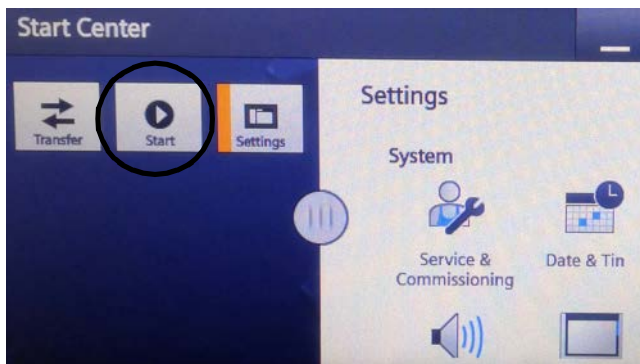 Start Center
Transfer
Start
Settings
Settings
System
Service &
Commissioning
Date & Tin